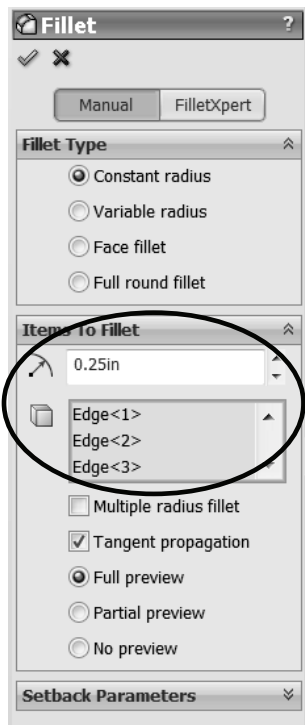 Fillet ?
Manual FilletXpert
Fillet Type
Constant radius
Variable radius
Face fillet
Full round fillet
Items To Fillet
0.25in
Edge<1>
Edge<2>
Edge<3>
Multiple radius fillet
Tangent propagation
Full preview
Partial preview
No preview
Setback Parameters